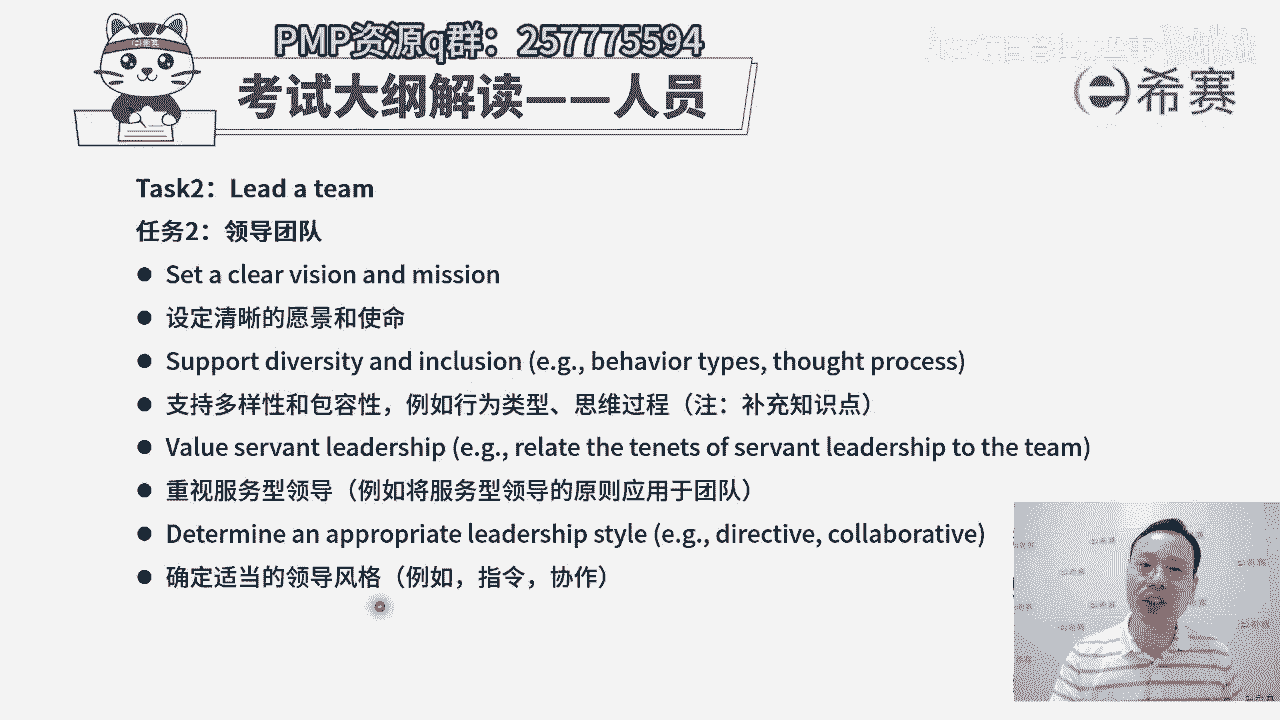 PMP资源q群：257775594
考试大纲解读——人员
希赛
Task2：Lead a team
任务2：领导团队
● Set a clear vision and mission
● 设定清晰的愿景和使命
● Support diversity and inclusion (e.g., behavior types, thought process)
● 支持多样性和包容性，例如行为类型、思维过程（注：补充知识点）
● Value servant leadership (e.g., relate the tenets of servant leadership to the team)
● 重视服务型领导（例如将服务型领导的原则应用于团队）
● Determine an appropriate leadership style (e.g., directive, collaborative)
● 确定适当的领导风格（例如，指令，协作）